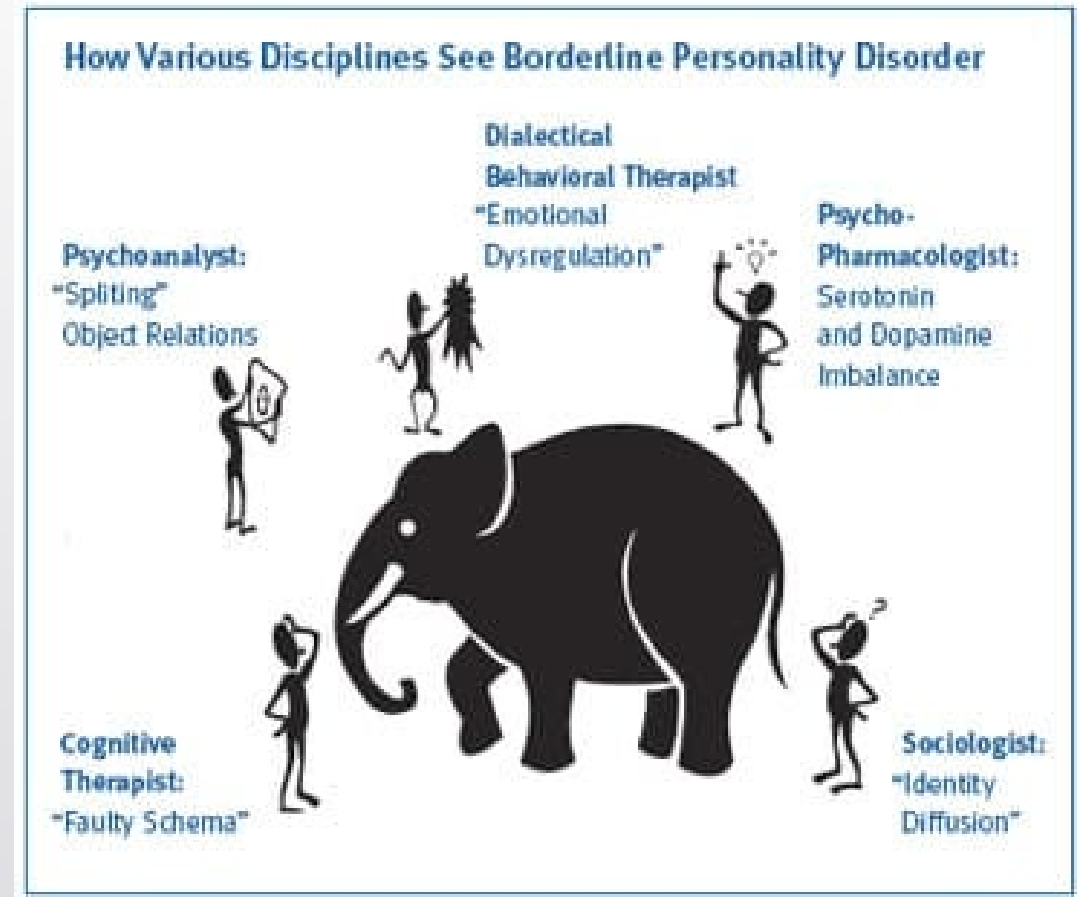 How Various Disciplines See Borderline Personality Disorder
Dialectical
Behavioral Therapist
"Emotional
Dysregulation"
Psycho-
Pharmacologist:
Serotonin
and Dopamine
Imbalance
Psychoanalyst:
"Spliting"
Object Relations
?
Cognitive
Therapist:
"Faulty Schema"
Sociologist:
"Identity
Diffusion"